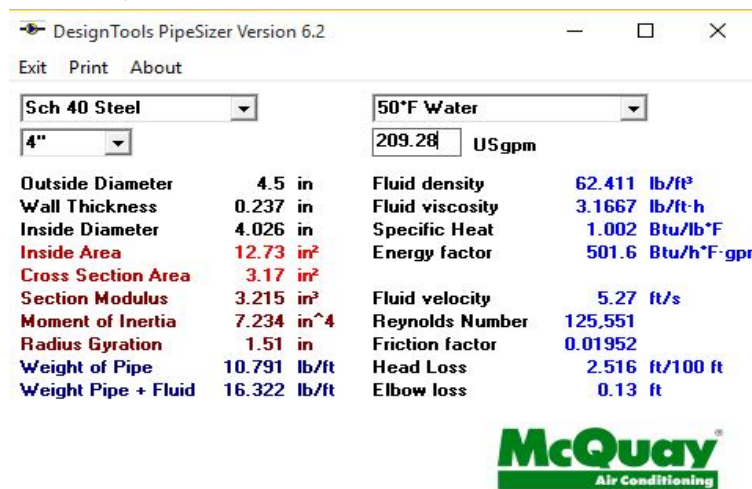 DesignTools PipeSizer Version 6.2
Exit Print About
Sch 40 Steel
4"
Outside Diameter 4.5 in
Wall Thickness 0.237 in
Inside Diameter 4.026 in
Inside Area 12.73 in²
Cross Section Area 3.17 in²
Section Modulus 3.215 in³
Moment of Inertia 7.234 in^4
Radius Gyration 1.51 in
Weight of Pipe 10.791 lb/ft
Weight Pipe + Fluid 16.322 lb/ft
50°F Water
209.28 USgpm
Fluid density 62.411 lb/ft³
Fluid viscosity 3.1667 lb/ft·h
Specific Heat 1.002 Btu/lb°F
Energy factor 501.6 Btu/h°F·gpm
Fluid velocity 5.27 ft/s
Reynolds Number 125,551
Friction factor 0.01952
Head Loss 2.516 ft/100 ft
Elbow loss 0.13 ft
McQuay®
Air Conditioning